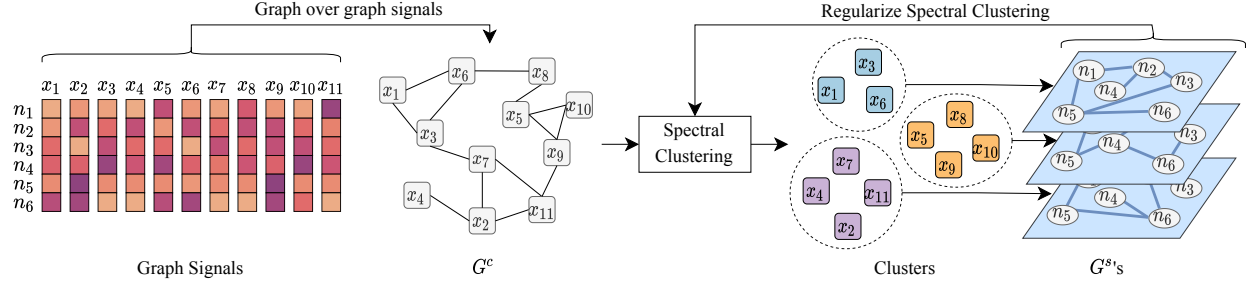 Graph over graph signals
Regularize Spectral Clustering
x₁ x₂ x₃ x₄ x₅ x₆ x₇ x₈ x₉ x₁₀ x₁₁
n₁
n₂
n₃
n₄
n₅
n₆
x₆
x₈
x₁
x₁₀
x₅
x₃
x₇
x₉
x₄
x₂
x₁₁
Spectral
Clustering
x₃
x₁
x₆
x₈
x₅
x₁₀
x₉
x₇
x₄
x₁₁
x₂
n₁
n₂
n₃
n₄
n₅
n₆
n₃
n₄
n₅
n₆
n₃
n₄
n₅
n₆
Graph Signals
Gᶜ
Clusters
Gˢ's